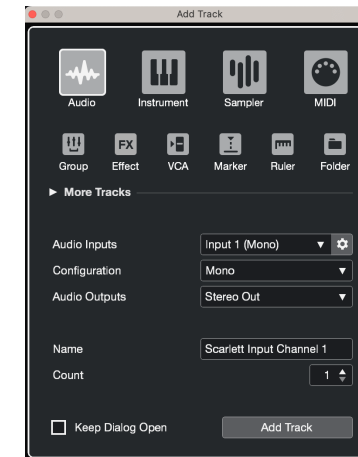 Add Track
Audio Instrument Sampler MIDI
FX
Group Effect VCA Marker Ruler Folder
More Tracks
Audio Inputs Input 1 (Mono)
Configuration Mono
Audio Outputs Stereo Out
Name Scarlett Input Channel 1
Count 1
Keep Dialog Open Add Track